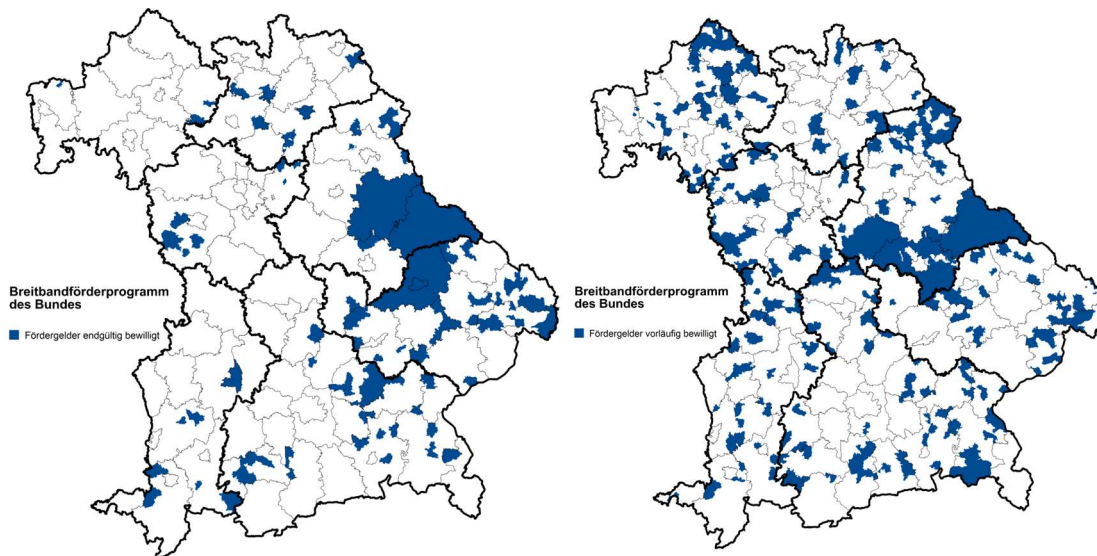 Breitbandförderprogramm
des Bundes
Fördergelder endgültig bewilligt
Breitbandförderprogramm
des Bundes
Fördergelder vorläufig bewilligt